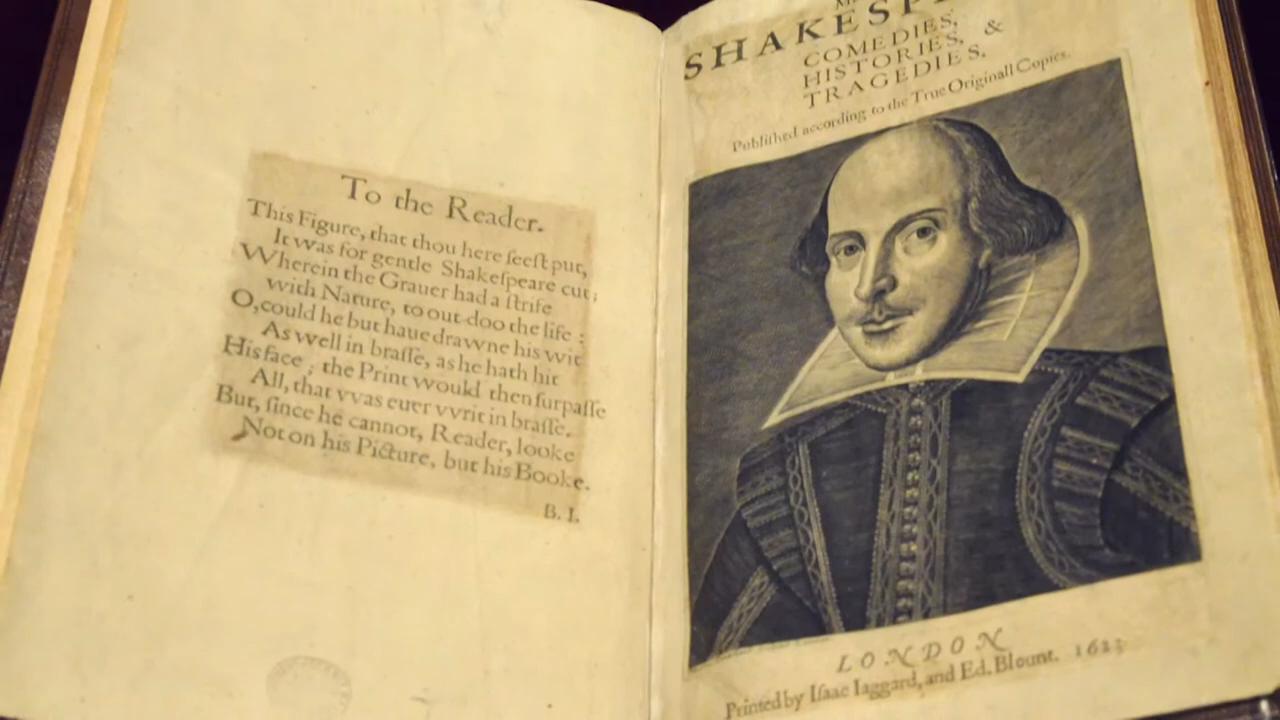 To the Reader.
This Figure, that thou here ſeeſt put,
It was for gentle Shakeſpeare cut;
Wherein the Grauer had a ſtrife
with Nature, to out-doo the life :
O, could he but haue drawne his wit
As well in braſſe, as he hath hit
His face ; the Print would then ſurpaſſe
All, that vvas euer vvrit in braſſe.
But, ſince he cannot, Reader, looke
Not on his Picture, but his Booke.
B. I.
COMEDIES,
HISTORIES, &
TRAGEDIES.
Publiſhed according to the True Originall Copies.
LONDON
Printed by Iſaac Iaggard, and Ed. Blount. 1623